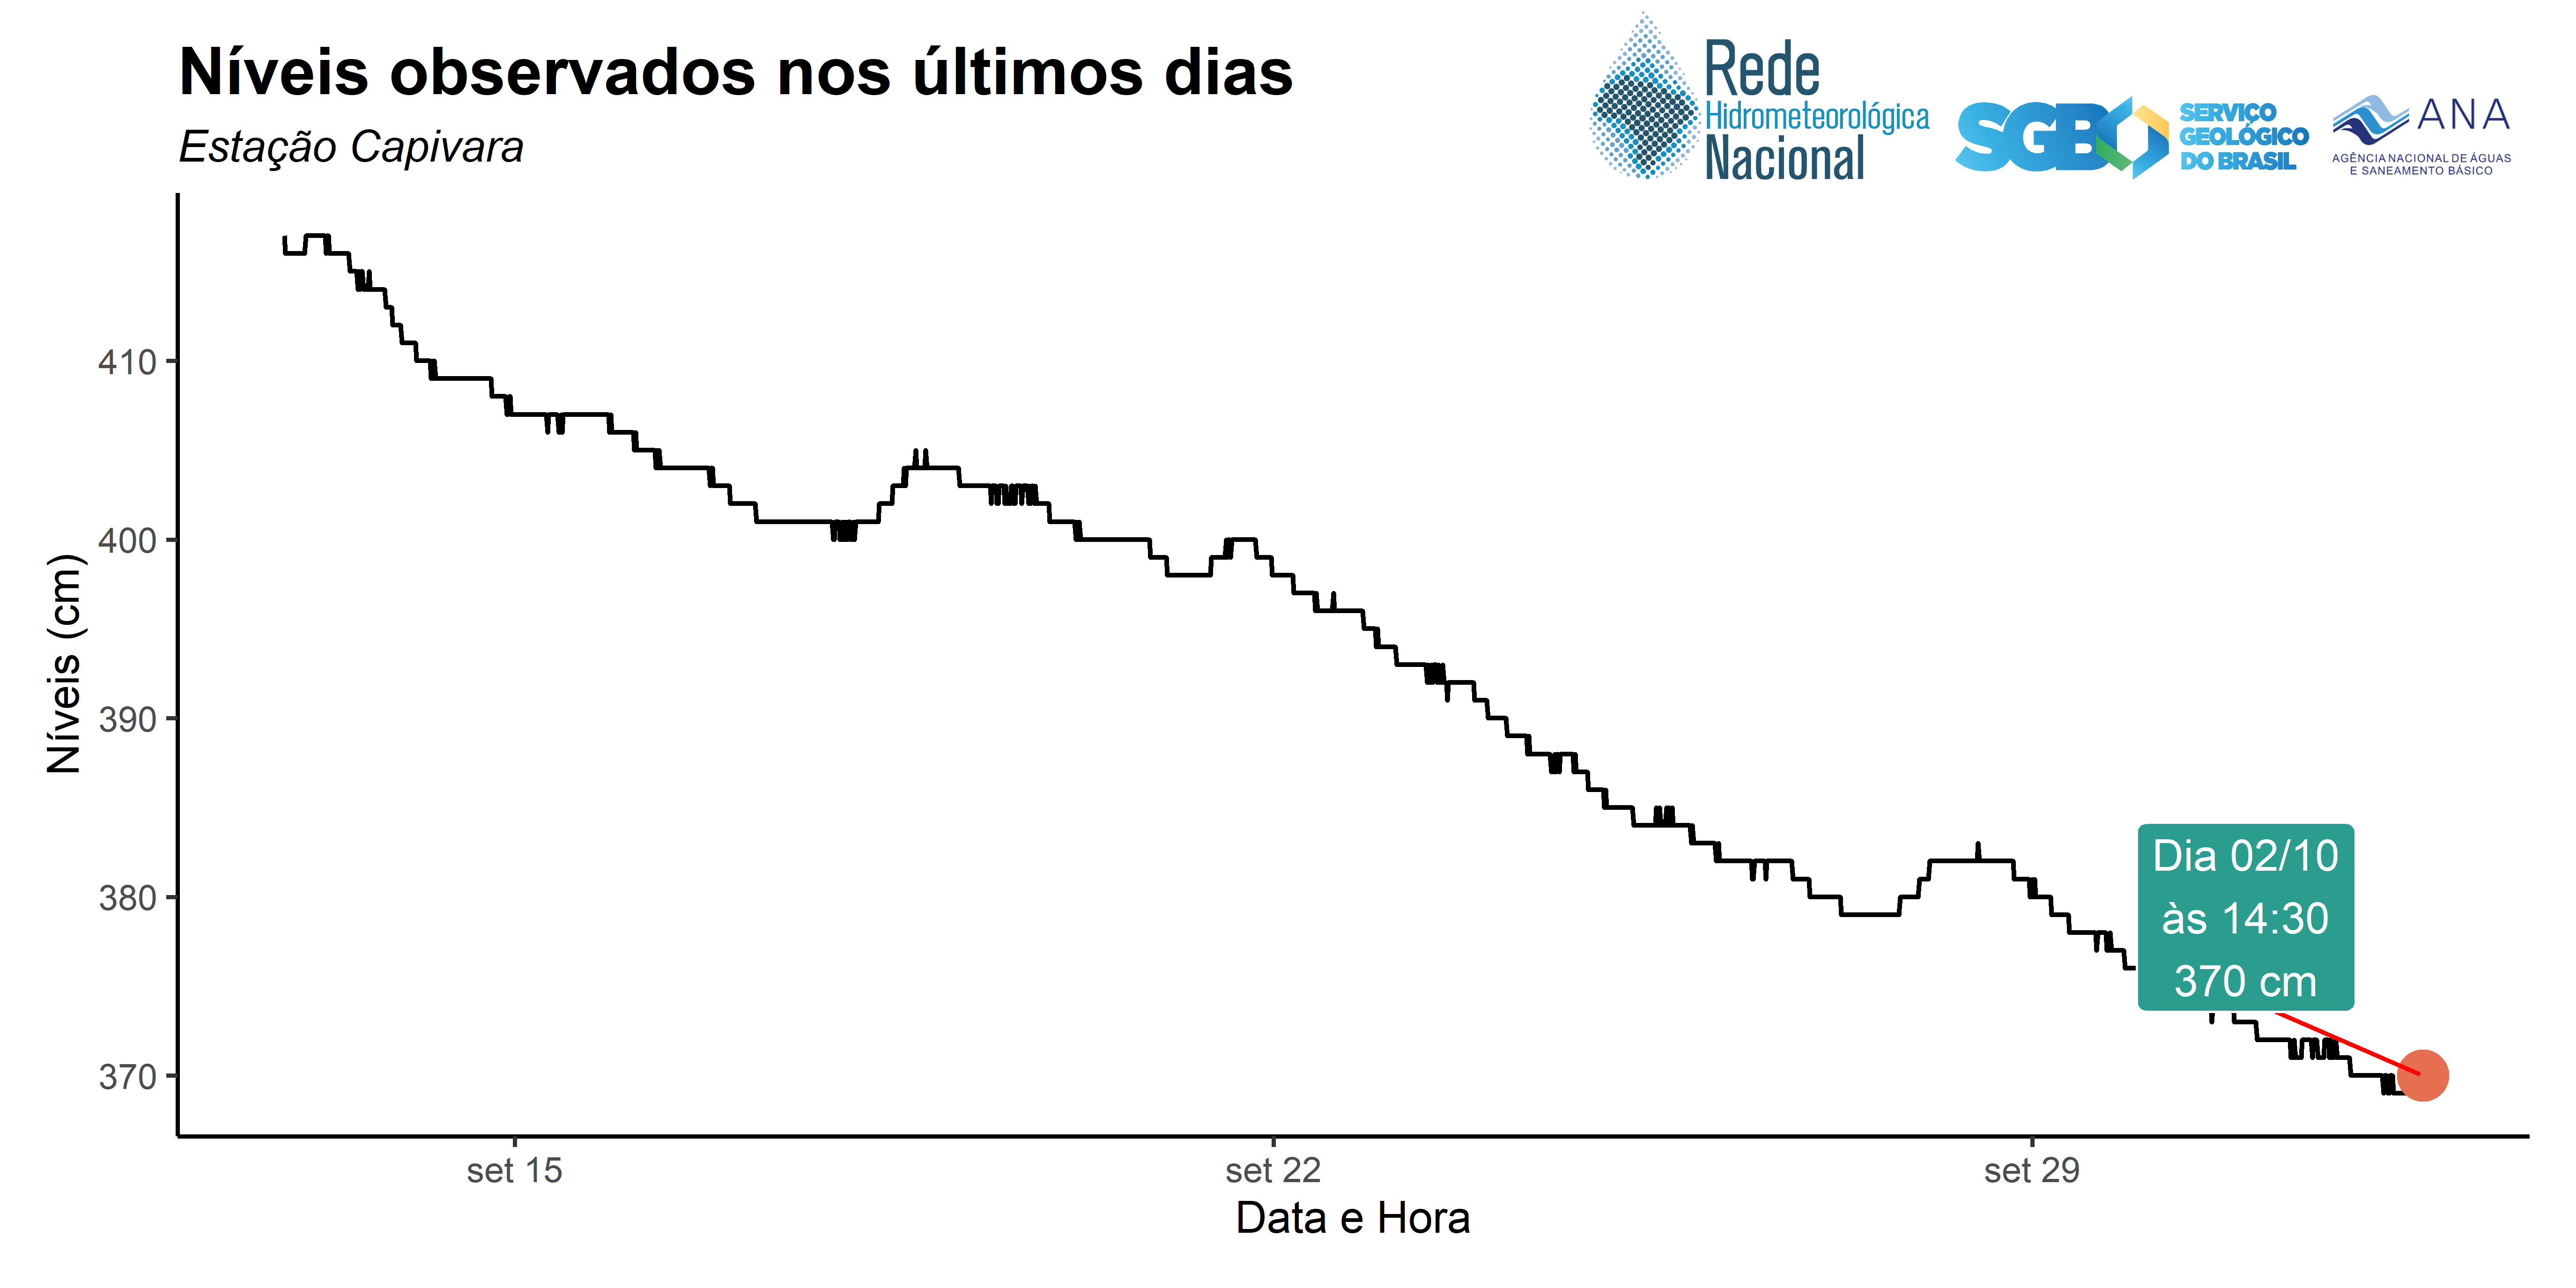 Níveis observados nos últimos dias
Estação Capivara
Rede
Hidrometeorológica
Nacional
SGB
SERVIÇO
GEOLÓGICO
DO BRASIL
ANA
AGÊNCIA NACIONAL DE ÁGUAS
E SANEAMENTO BÁSICO
Níveis (cm)
410
400
390
380
370
Dia 02/10
às 14:30
370 cm
set 15
set 22
set 29
Data e Hora